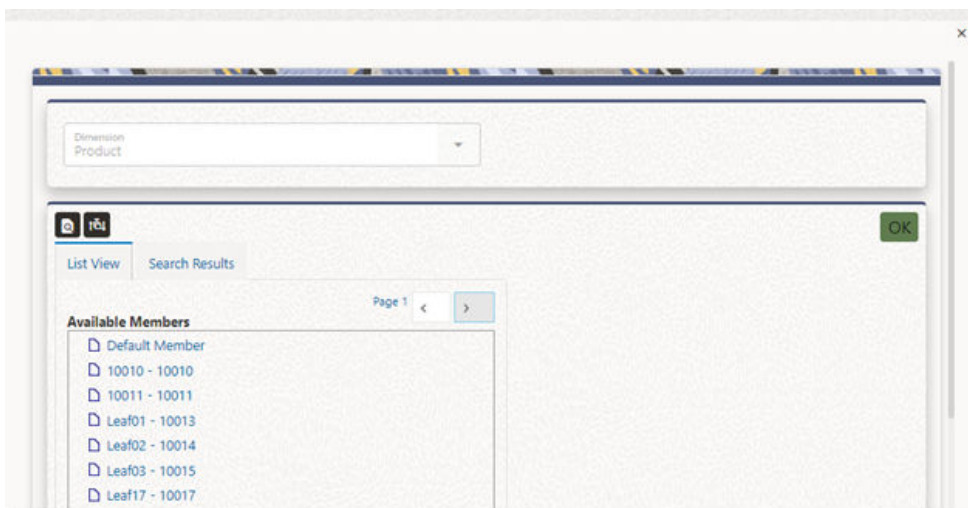 Dimension
Product
OK
List View Search Results
Page 1
Available Members
Default Member
10010 - 10010
10011 - 10011
Leaf01 - 10013
Leaf02 - 10014
Leaf03 - 10015
Leaf17 - 10017